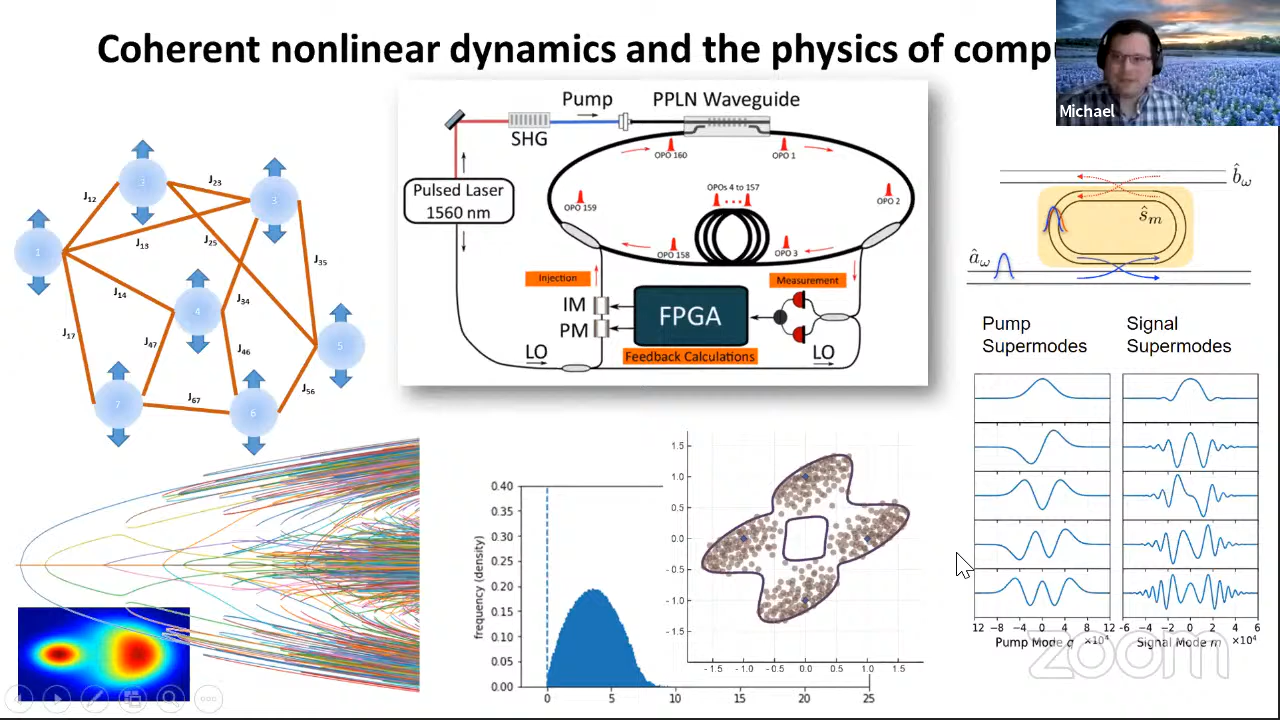 Coherent nonlinear dynamics and the physics of compu
Michael
Pump
PPLN Waveguide
SHG
OPO 160
OPO 1
Pulsed Laser
1560 nm
OPO 159
OPOs 4 to 157
OPO 2
OPO 158
OPO 3
Injection
Measurement
IM
PM
FPGA
Feedback Calculations
LO
LO
1
3
3
4
5
6
7
J12
J23
J13
J25
J35
J14
J34
J17
J47
J46
J56
J67
b̂ω
ŝm
âω
Pump
Supermodes
Signal
Supermodes
12 −8 −4 0 4 8 12
Pump Mode q ×10⁴
−6 −4 −2 0 2 4 6
Signal Mode m ×10⁴
frequency (density)
0.40
0.35
0.30
0.25
0.20
0.15
0.10
0.05
0.00
0 5 10 15 20 25
1.5
1.0
0.5
0.0
-0.5
-1.0
-1.5
-1.5 -1.0 -0.5 0.0 0.5 1.0 1.5
zoom